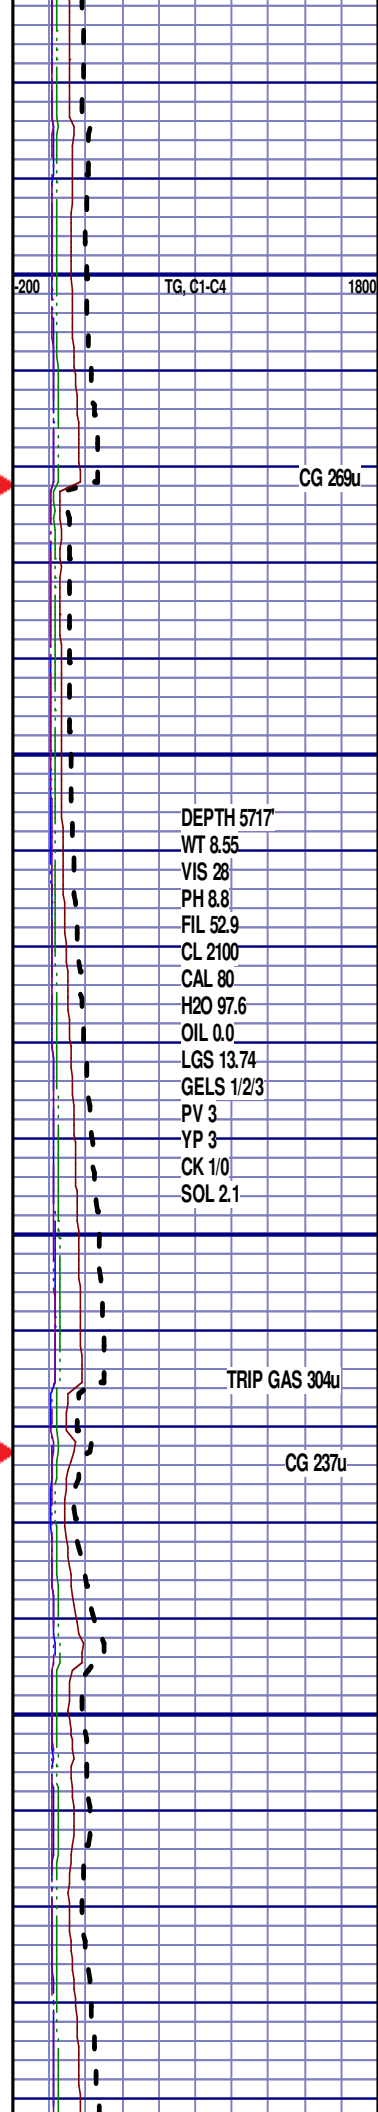 -200 TG, C1-C4 1800
CG 269u
DEPTH 5717'
WT 8.55
VIS 28
PH 8.8
FIL 52.9
CL 2100
CAL 80
H2O 97.6
OIL 0.0
LGS 13.74
GELS 1/2/3
PV 3
YP 3
CK 1/0
SOL 2.1
TRIP GAS 304u
CG 237u